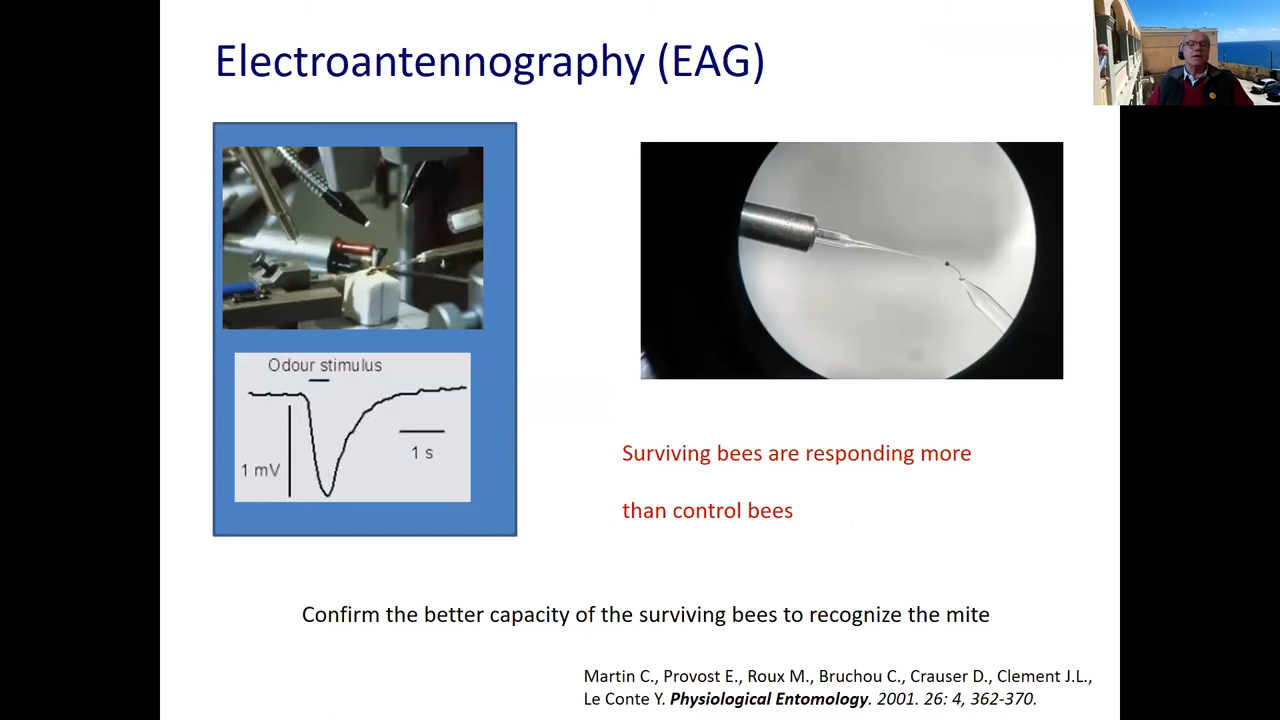 Electroantennography (EAG)
Odour stimulus
1 s
1 mV
Surviving bees are responding more
than control bees
Confirm the better capacity of the surviving bees to recognize the mite
Martin C., Provost E., Roux M., Bruchou C., Crauser D., Clement J.L.,
Le Conte Y. Physiological Entomology. 2001. 26: 4, 362-370.